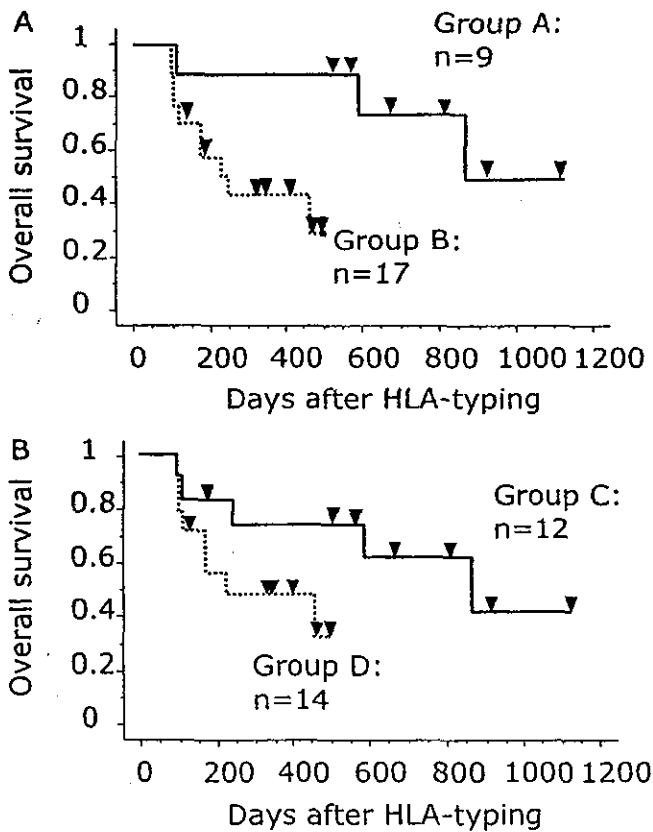 A
Overall survival
1
0.8
0.6
0.4
0.2
0
Group A:
n=9
Group B:
n=17
0 200 400 600 800 1000 1200
Days after HLA-typing
B
Overall survival
1
0.8
0.6
0.4
0.2
0
Group C:
n=12
Group D:
n=14
0 200 400 600 800 1000 1200
Days after HLA-typing